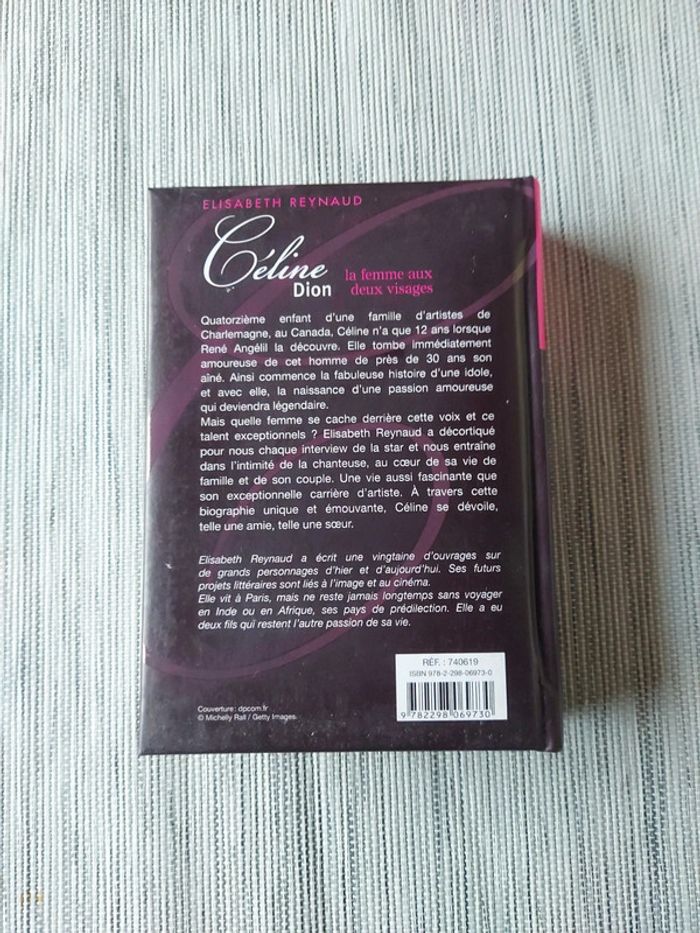 ELISABETH REYNAUD
Céline
Dion
la femme aux
deux visages
Quatorzième enfant d'une famille d'artistes de
Charlemagne, au Canada, Céline n'a que 12 ans lorsque
René Angélil la découvre. Elle tombe immédiatement
amoureuse de cet homme de près de 30 ans son
aîné. Ainsi commence la fabuleuse histoire d'une idole,
et avec elle, la naissance d'une passion amoureuse
qui deviendra légendaire.
Mais quelle femme se cache derrière cette voix et ce
talent exceptionnels ? Elisabeth Reynaud a décortiqué
pour nous chaque interview de la star et nous entraîne
dans l'intimité de la chanteuse, au cœur de sa vie de
famille et de son couple. Une vie aussi fascinante que
son exceptionnelle carrière d'artiste. À travers cette
biographie unique et émouvante, Céline se dévoile,
telle une amie, telle une sœur.
Elisabeth Reynaud a écrit une vingtaine d'ouvrages sur
de grands personnages d'hier et d'aujourd'hui. Ses futurs
projets littéraires sont liés à l'image et au cinéma.
Elle vit à Paris, mais ne reste jamais longtemps sans voyager
en Inde ou en Afrique, ses pays de prédilection. Elle a eu
deux fils qui restent l'autre passion de sa vie.
RÉF. : 740619
ISBN 978-2-298-06973-0
9 782298 069730
Couverture : dpcom.fr
© Michelly Rall / Getty Images.